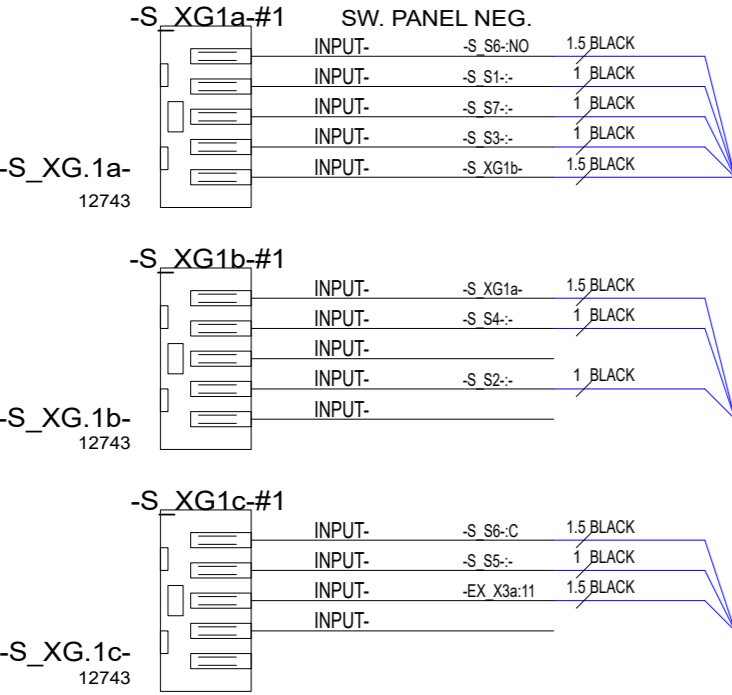 -S_XG1a-#1 SW. PANEL NEG.
INPUT- -S_S6-:NO 1.5 BLACK
INPUT- -S_S1-:- 1 BLACK
INPUT- -S_S7-:- 1 BLACK
INPUT- -S_S3-:- 1 BLACK
INPUT- -S_XG1b- 1.5 BLACK
-S_XG.1a-
12743
-S_XG1b-#1
INPUT- -S_XG1a- 1.5 BLACK
INPUT- -S_S4-:- 1 BLACK
INPUT-
INPUT- -S_S2-:- 1 BLACK
INPUT-
-S_XG.1b-
12743
-S_XG1c-#1
INPUT- -S_S6-:C 1.5 BLACK
INPUT- -S_S5-:- 1 BLACK
INPUT- -EX_X3a:11 1.5 BLACK
INPUT-
-S_XG.1c-
12743